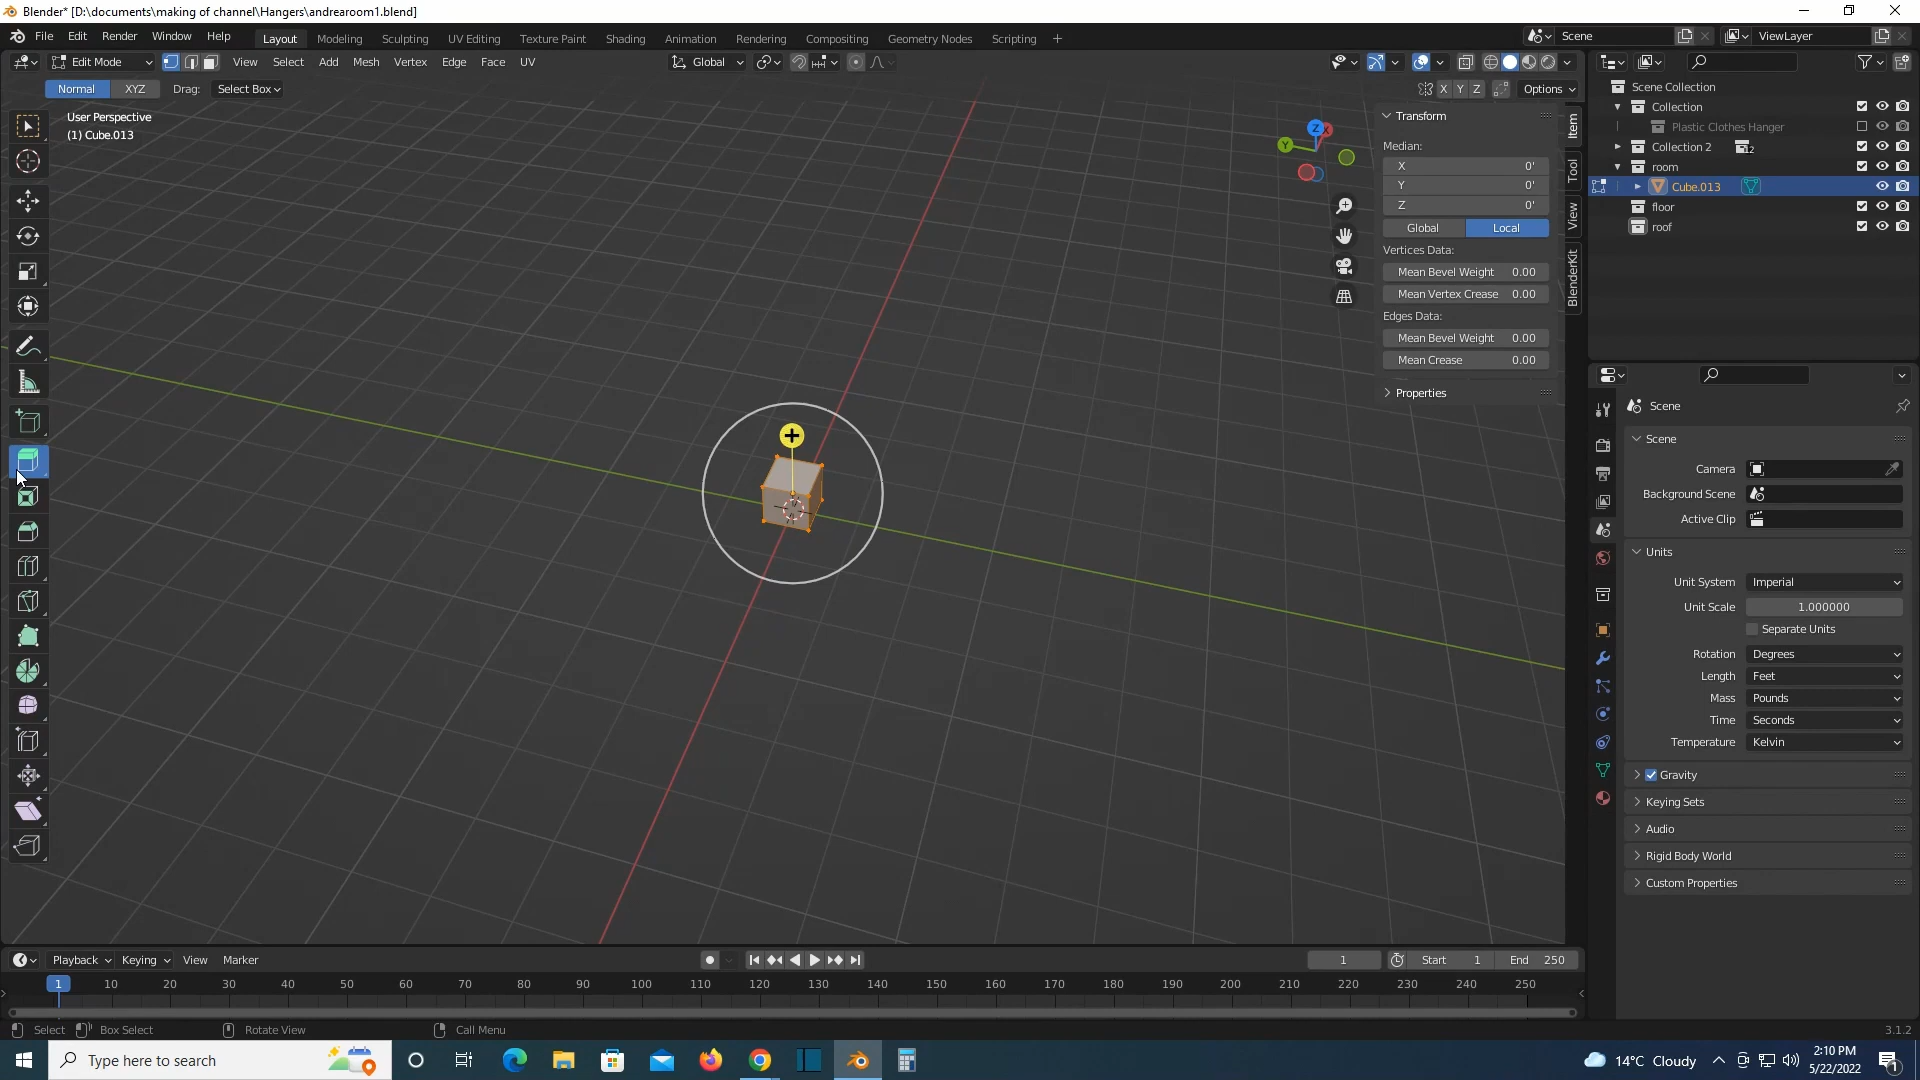 Blender* [D:\documents\making of channel\Hangers\andrearoom1.blend]
File Edit Render Window Help Layout Modeling Sculpting UV Editing Texture Paint Shading Animation Rendering Compositing Geometry Nodes Scripting + Scene ViewLayer
Edit Mode View Select Add Mesh Vertex Edge Face UV Global
Normal XYZ Drag: Select Box X Y Z Options
User Perspective
(1) Cube.013
Z X Y
Transform
Median:
X 0'
Y 0'
Z 0'
Global Local
Vertices Data:
Mean Bevel Weight 0.00
Mean Vertex Crease 0.00
Edges Data:
Mean Bevel Weight 0.00
Mean Crease 0.00
Properties
Item
Tool
View
BlenderKit
Scene Collection
Collection
Plastic Clothes Hanger
Collection 2 12
room
Cube.013
floor
roof
Scene
Scene
Camera
Background Scene
Active Clip
Units
Unit System Imperial
Unit Scale 1.000000
Separate Units
Rotation Degrees
Length Feet
Mass Pounds
Time Seconds
Temperature Kelvin
Gravity
Keying Sets
Audio
Rigid Body World
Custom Properties
Playback Keying View Marker 1 Start 1 End 250
1 10 20 30 40 50 60 70 80 90 100 110 120 130 140 150 160 170 180 190 200 210 220 230 240 250
Select Box Select Rotate View Call Menu 3.1.2
Type here to search 14°C Cloudy 2:10 PM
5/22/2022 1